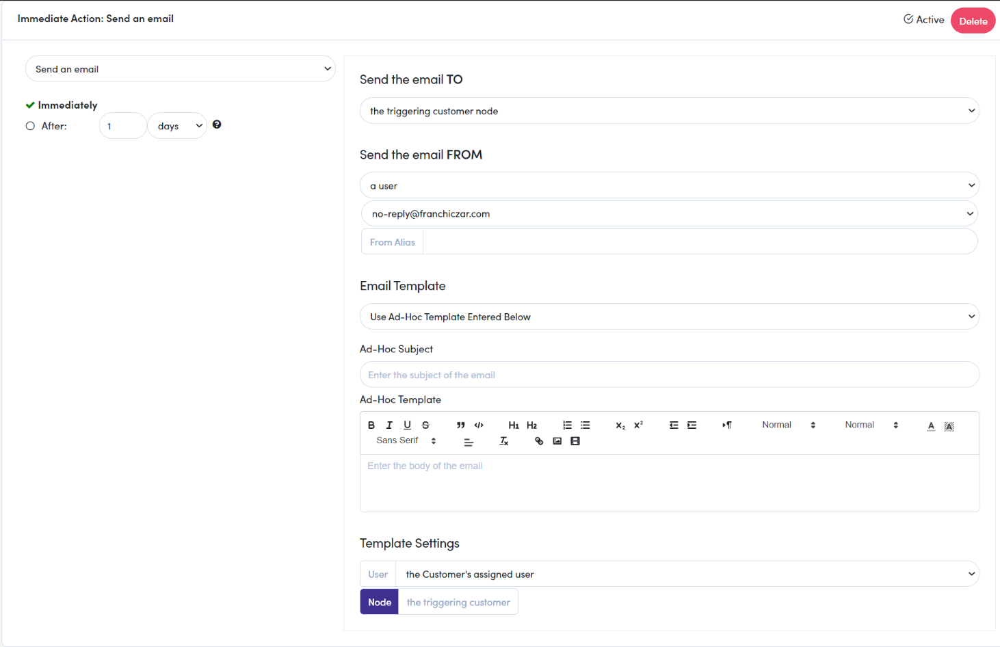 Immediate Action: Send an email
Active
Delete
Send an email
Immediately
After:
1
days
Send the email TO
the triggering customer node
Send the email FROM
a user
no-reply@franchiczar.com
From Alias
Email Template
Use Ad-Hoc Template Entered Below
Ad-Hoc Subject
Enter the subject of the email
Ad-Hoc Template
B I U S H1 H2 X2 X2 Normal Normal A A
Sans Serif Tx
Enter the body of the email
Template Settings
User the Customer's assigned user
Node the triggering customer